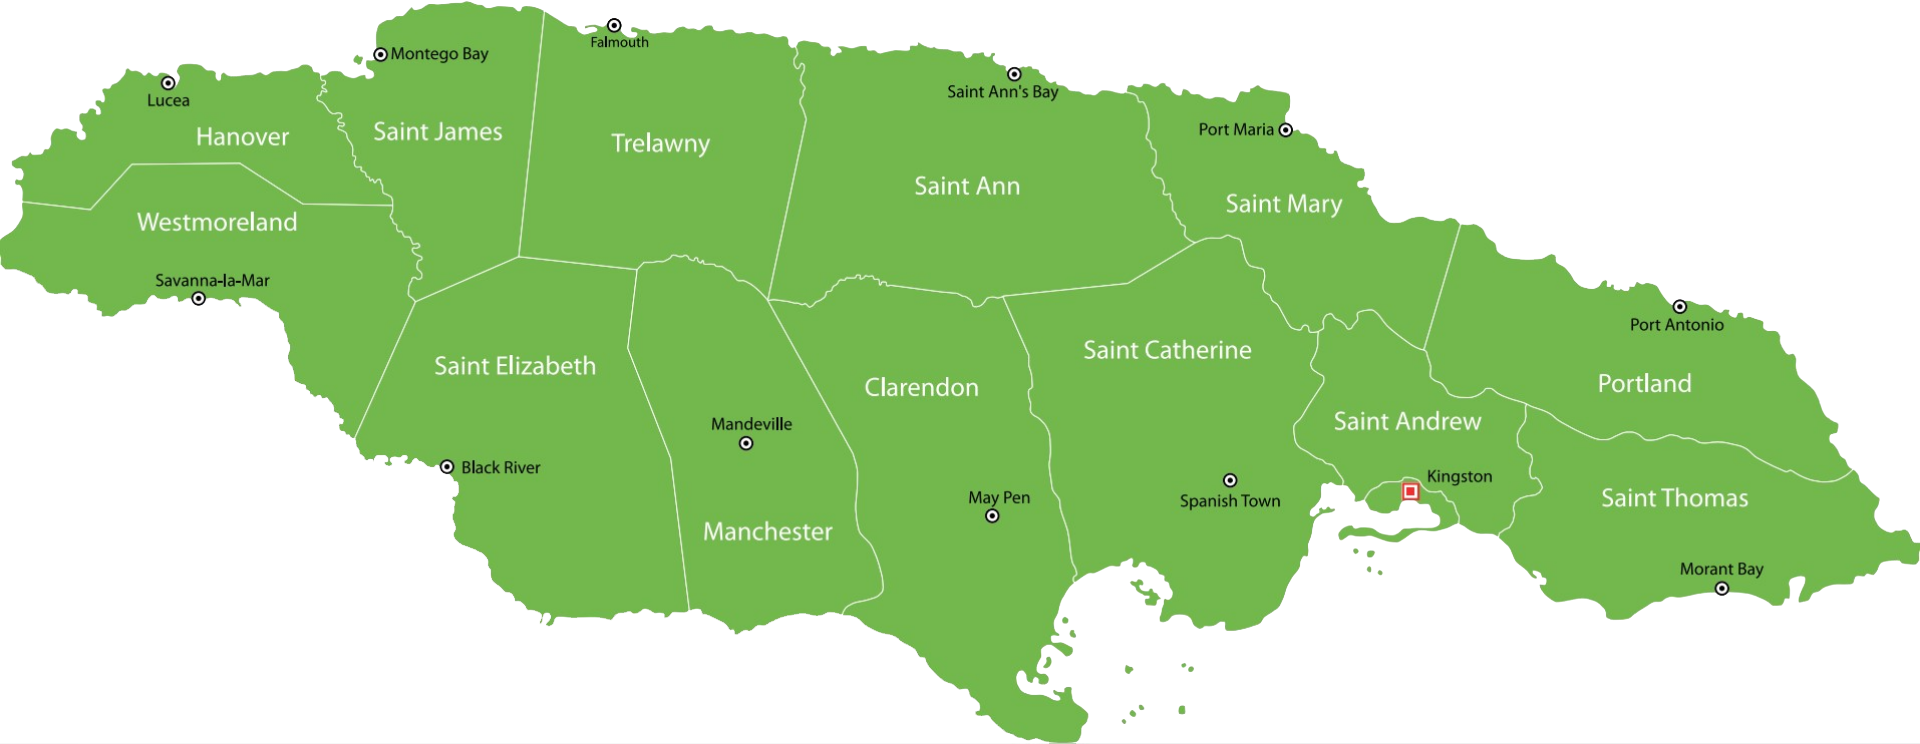 Falmouth
Montego Bay
Lucea
Saint Ann's Bay
Port Maria
Hanover
Saint James
Trelawny
Saint Ann
Saint Mary
Westmoreland
Savanna-la-Mar
Port Antonio
Saint Elizabeth
Saint Catherine
Clarendon
Portland
Mandeville
Saint Andrew
Black River
Kingston
May Pen
Spanish Town
Saint Thomas
Manchester
Morant Bay